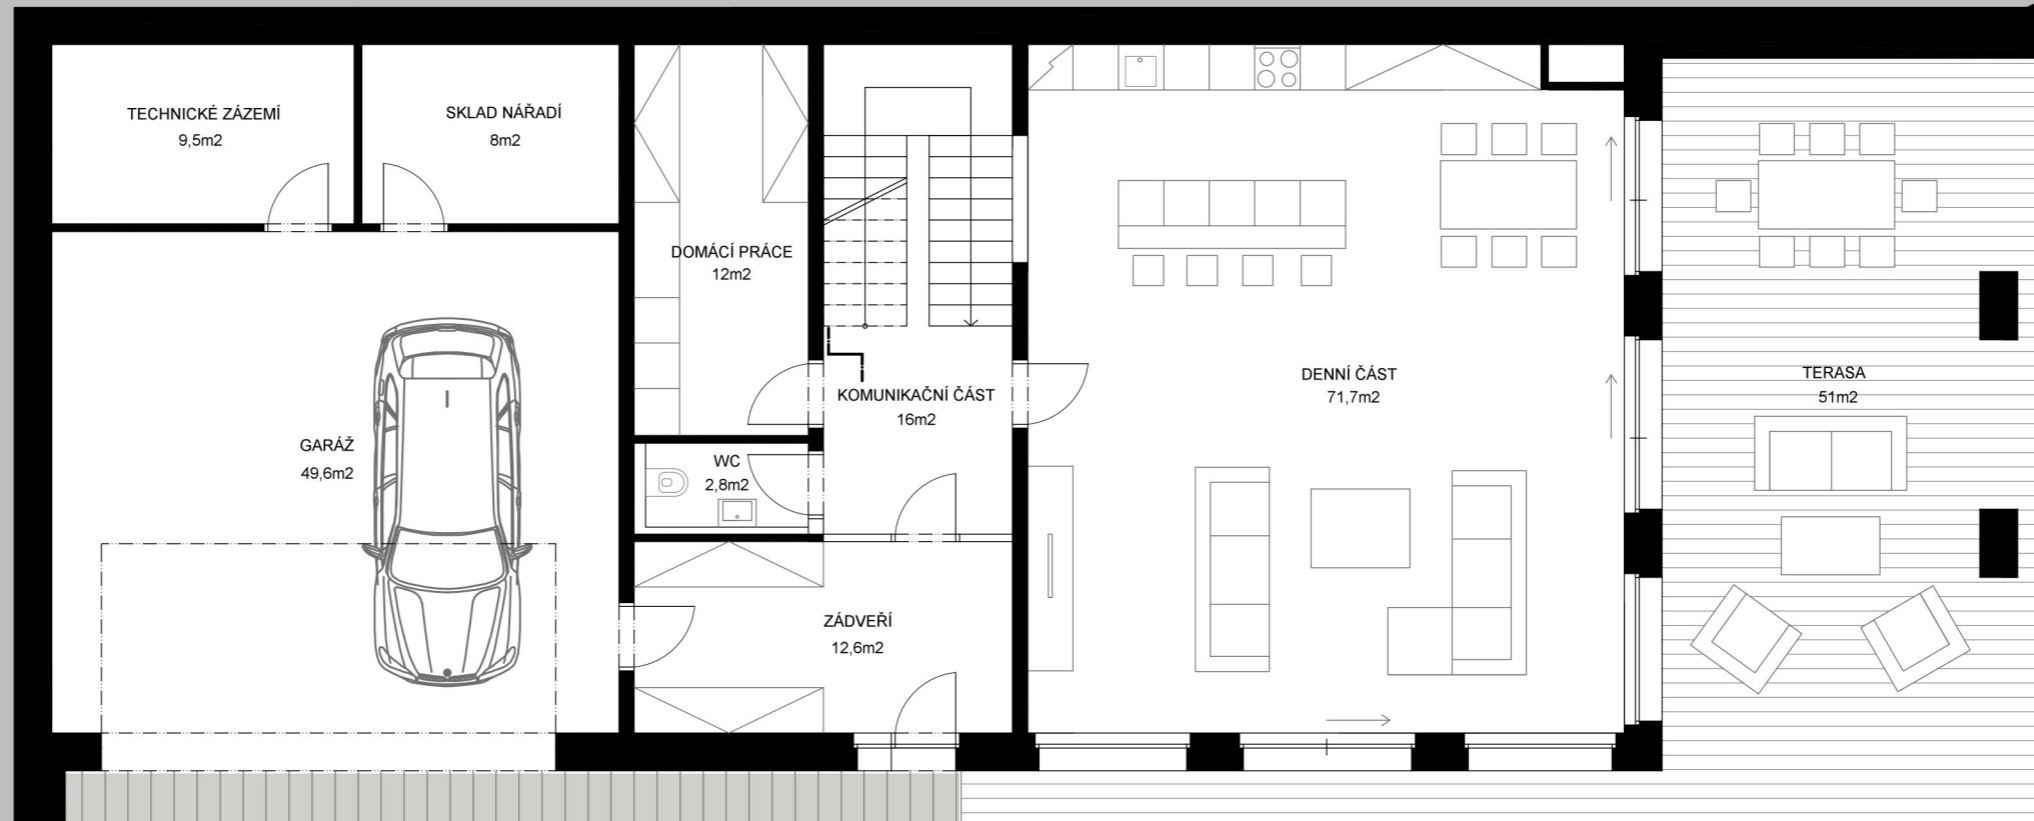 TECHNICKÉ ZÁZEMÍ
9,5m2
SKLAD NÁŘADÍ
8m2
DOMÁCÍ PRÁCE
12m2
KOMUNIKAČNÍ ČÁST
16m2
DENNÍ ČÁST
71,7m2
TERASA
51m2
GARÁŽ
49,6m2
WC
2,8m2
ZÁDVEŘÍ
12,6m2